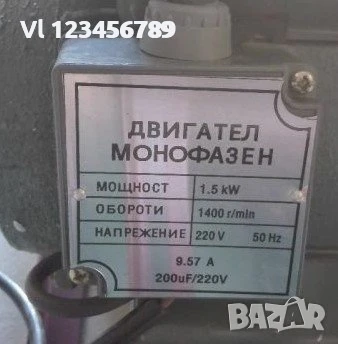 Vl 123456789
ДВИГАТЕЛ
МОНОФАЗЕН
МОЩНОСТ 1.5 kW
ОБОРОТИ 1400 r/min
НАПРЕЖЕНИЕ 220 V 50 Hz
9.57 А
200uF/220V
BAZAR